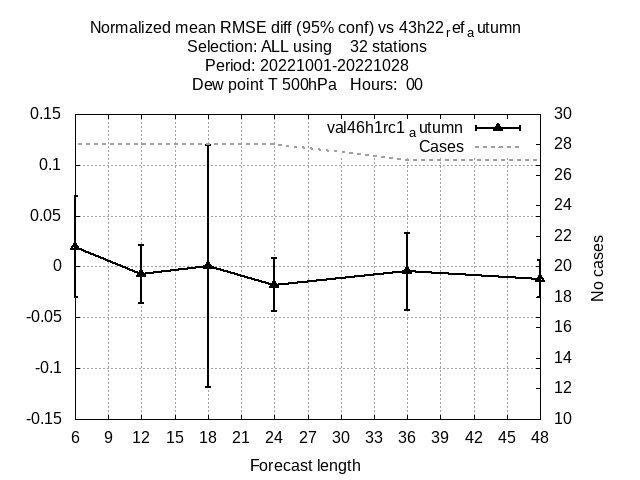 Normalized mean RMSE diff (95% conf) vs 43h22refautumn
Selection: ALL using 32 stations
Period: 20221001-20221028
Dew point T 500hPa Hours: 00
val46h1rc1autumn
Cases
0.15
0.1
0.05
0
-0.05
-0.1
-0.15
30
28
26
24
22
20
18
16
14
12
10
No cases
6 9 12 15 18 21 24 27 30 33 36 39 42 45 48
Forecast length